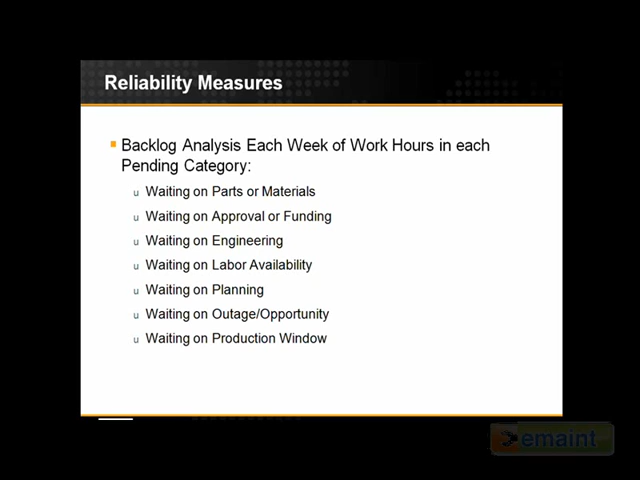 Reliability Measures
Backlog Analysis Each Week of Work Hours in each
Pending Category:
u Waiting on Parts or Materials
u Waiting on Approval or Funding
u Waiting on Engineering
u Waiting on Labor Availability
u Waiting on Planning
u Waiting on Outage/Opportunity
u Waiting on Production Window
emaint